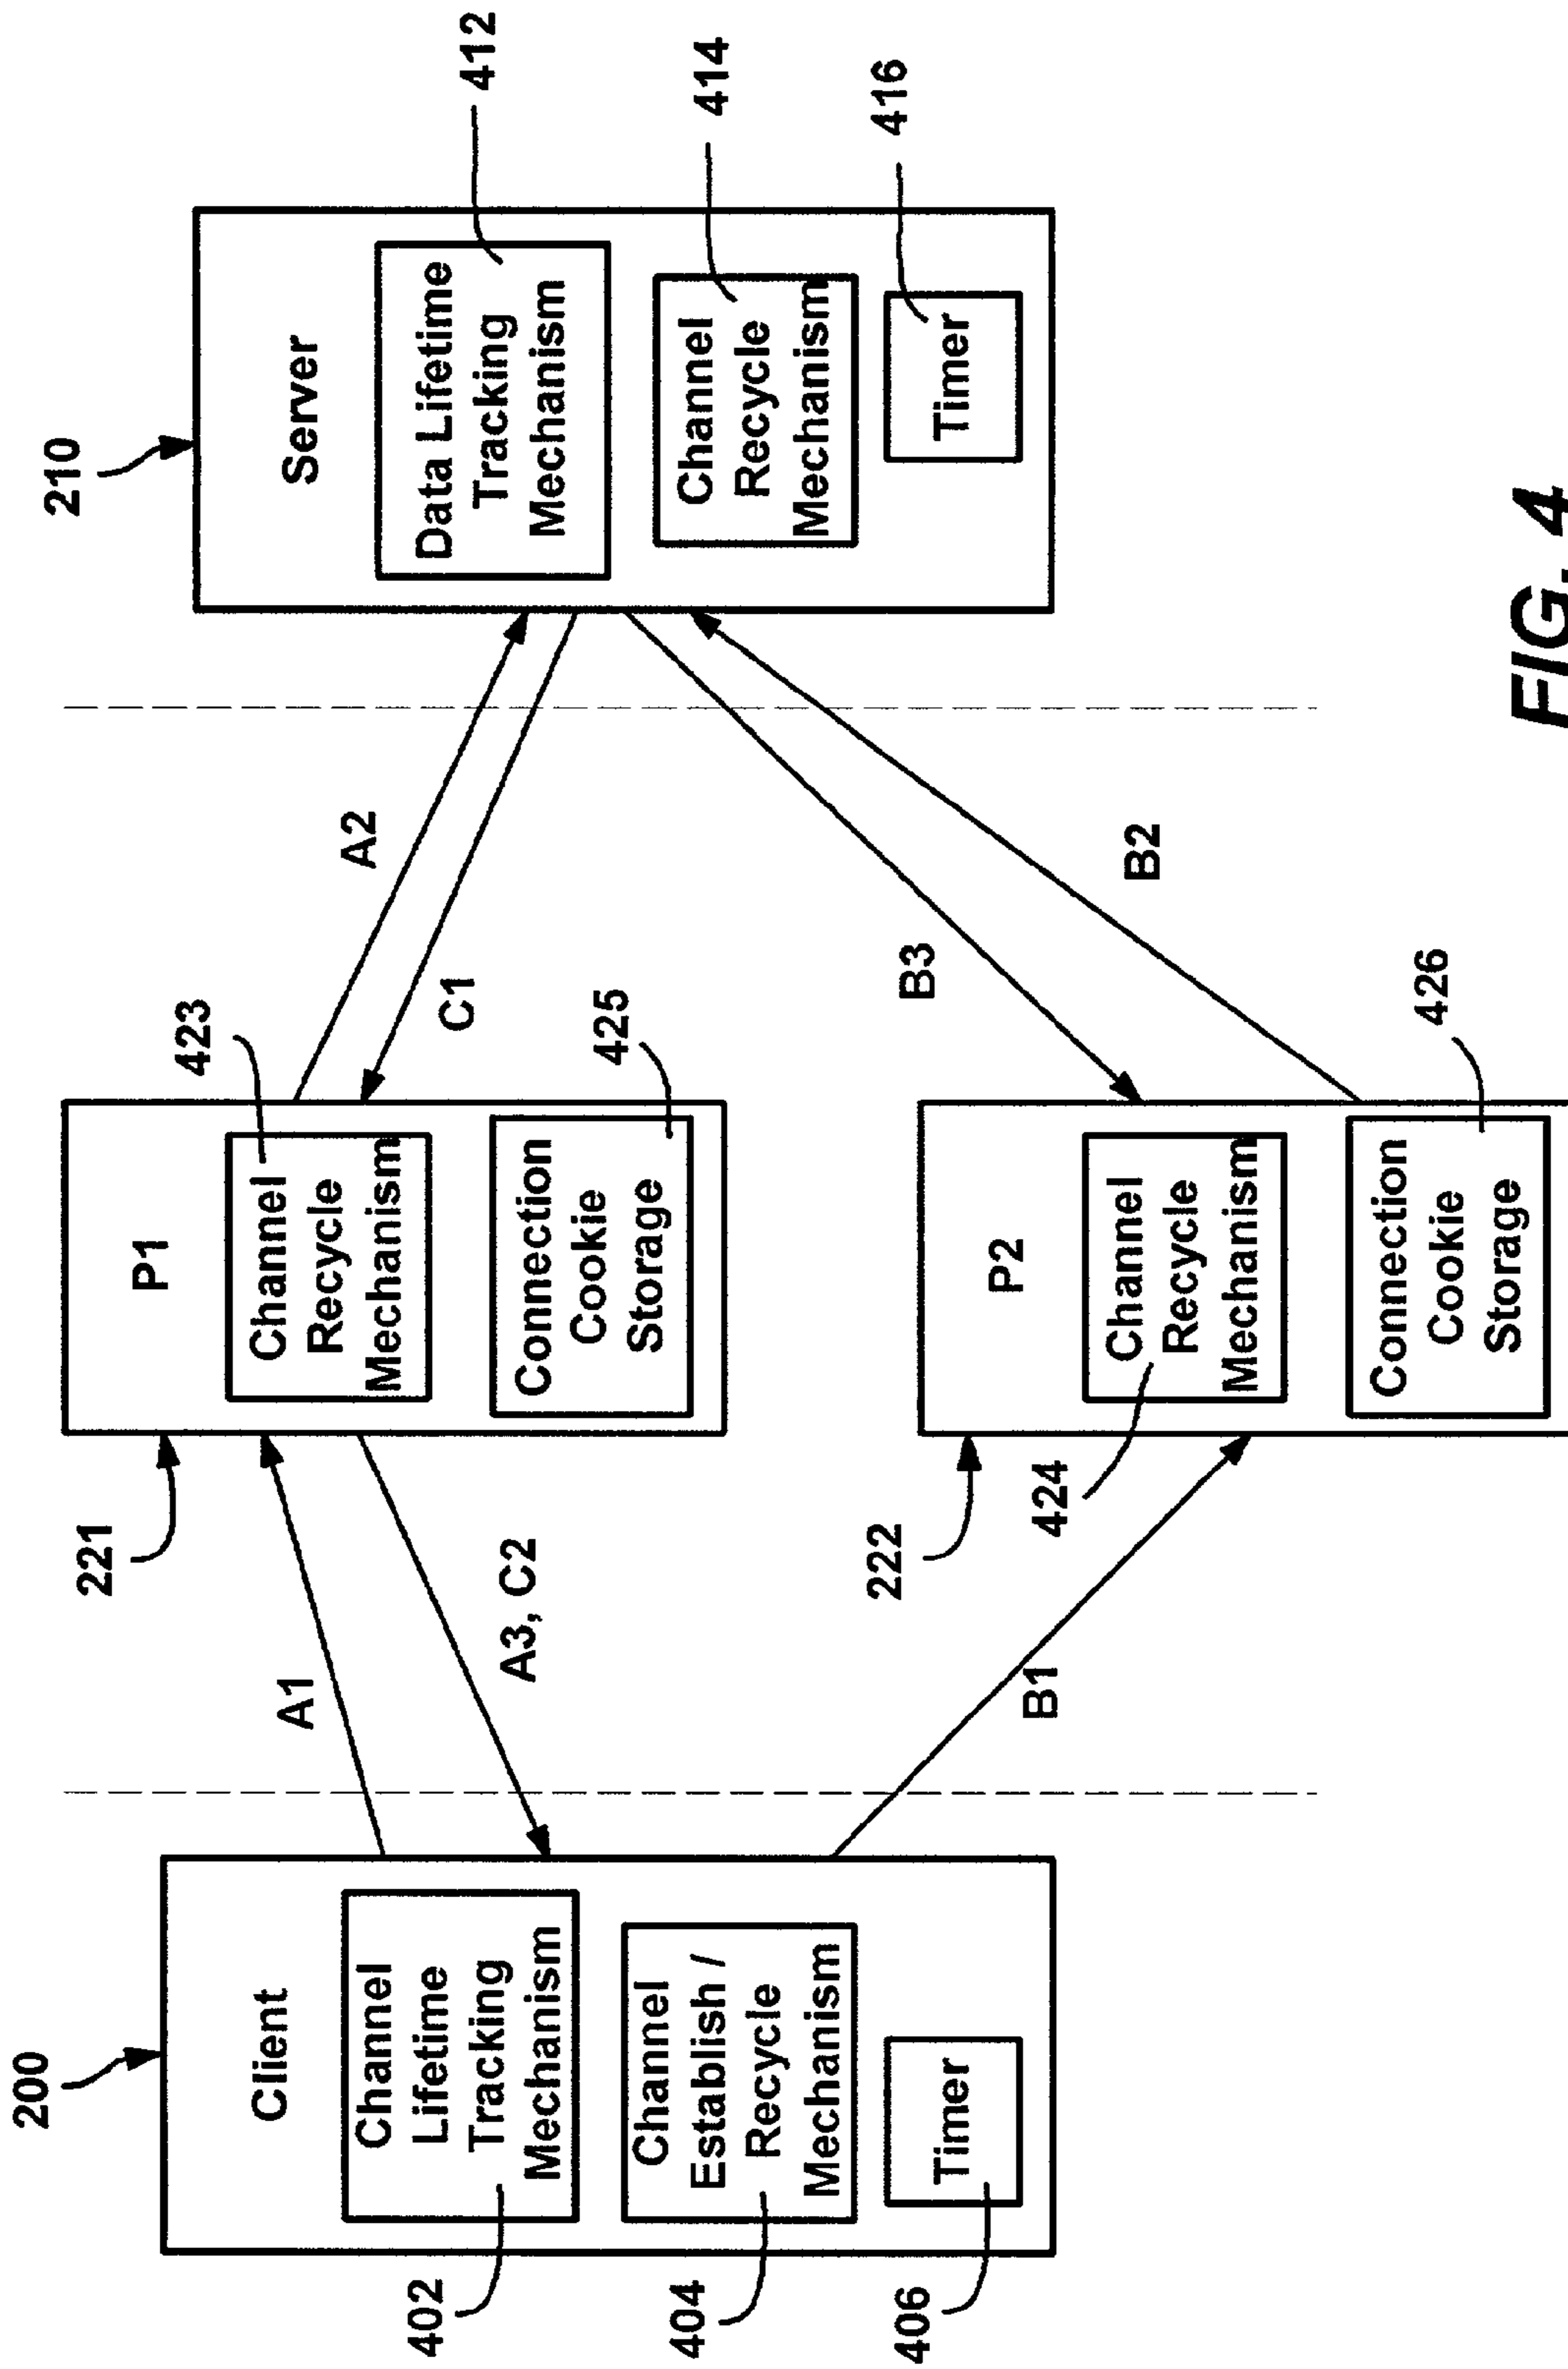 200
Client
Channel
Lifetime
Tracking
Mechanism
402
Channel
Establish /
Recycle
Mechanism
404
Timer
406
A1
A3, C2
B1
221
P1
Channel
Recycle
Mechanism
423
Connection
Cookie
Storage
425
222
P2
Channel
Recycle
Mechanism
424
Connection
Cookie
Storage
426
A2
C1
B3
B2
210
Server
Data Lifetime
Tracking
Mechanism
412
Channel
Recycle
Mechanism
414
Timer
416
FIG. 4